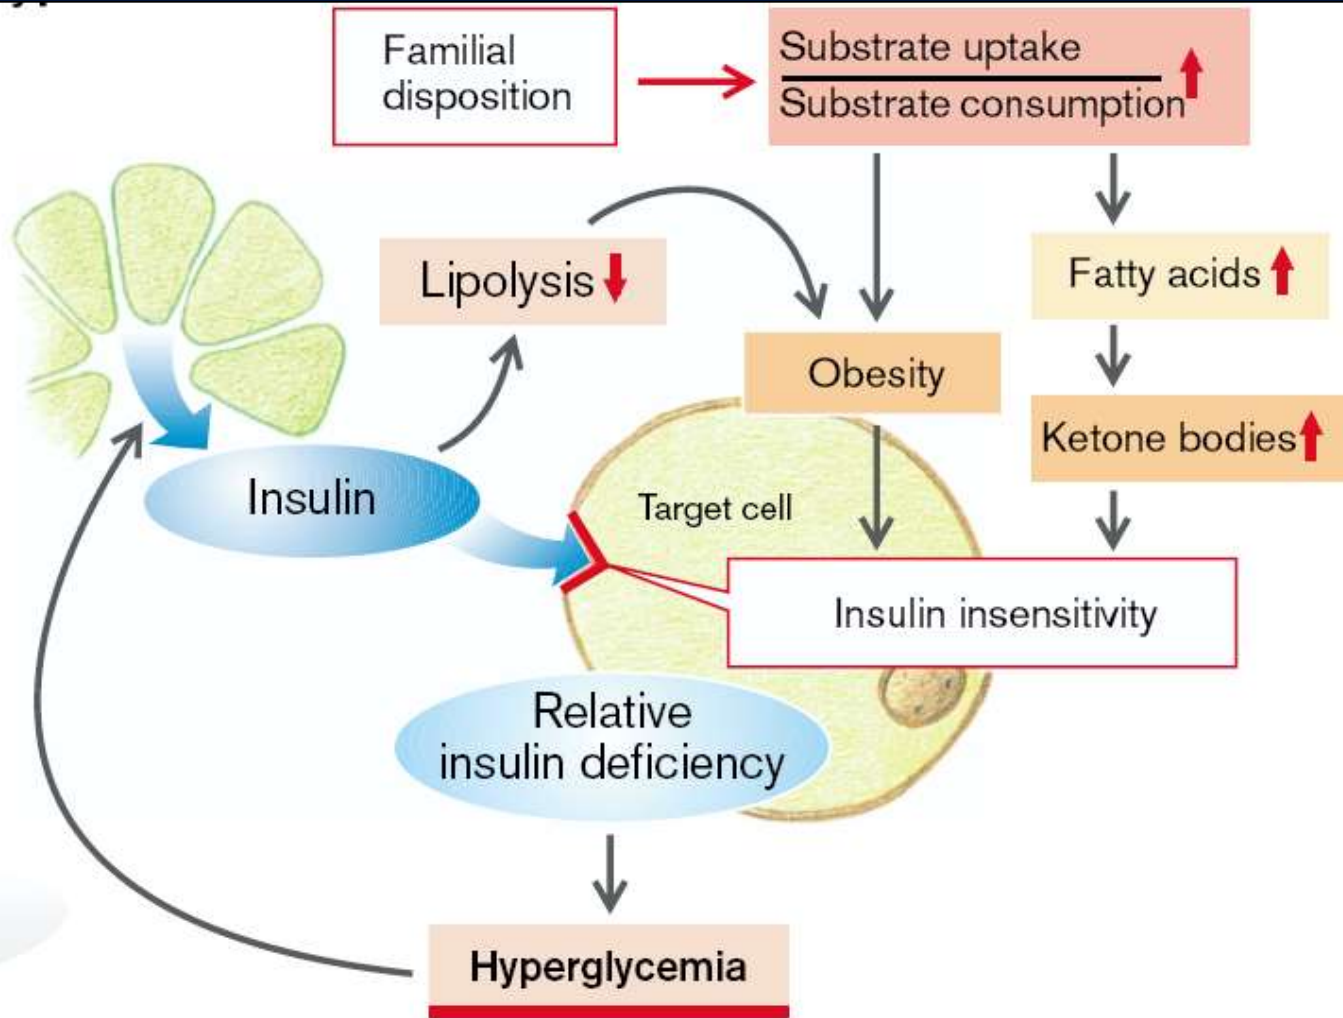 Familial
disposition
Substrate uptake
Substrate consumption
Lipolysis
Fatty acids
Obesity
Ketone bodies
Insulin
Target cell
Insulin insensitivity
Relative
insulin deficiency
Hyperglycemia